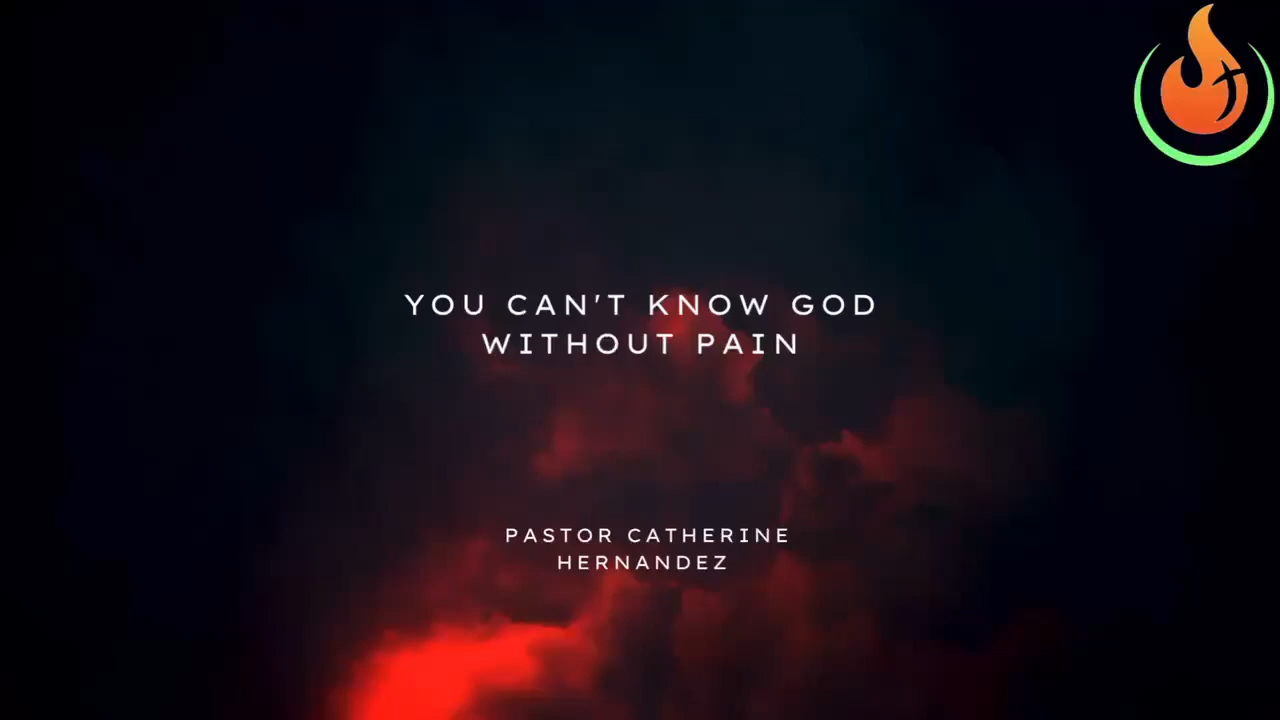 YOU CAN'T KNOW GOD
WITHOUT PAIN
PASTOR CATHERINE
HERNANDEZ